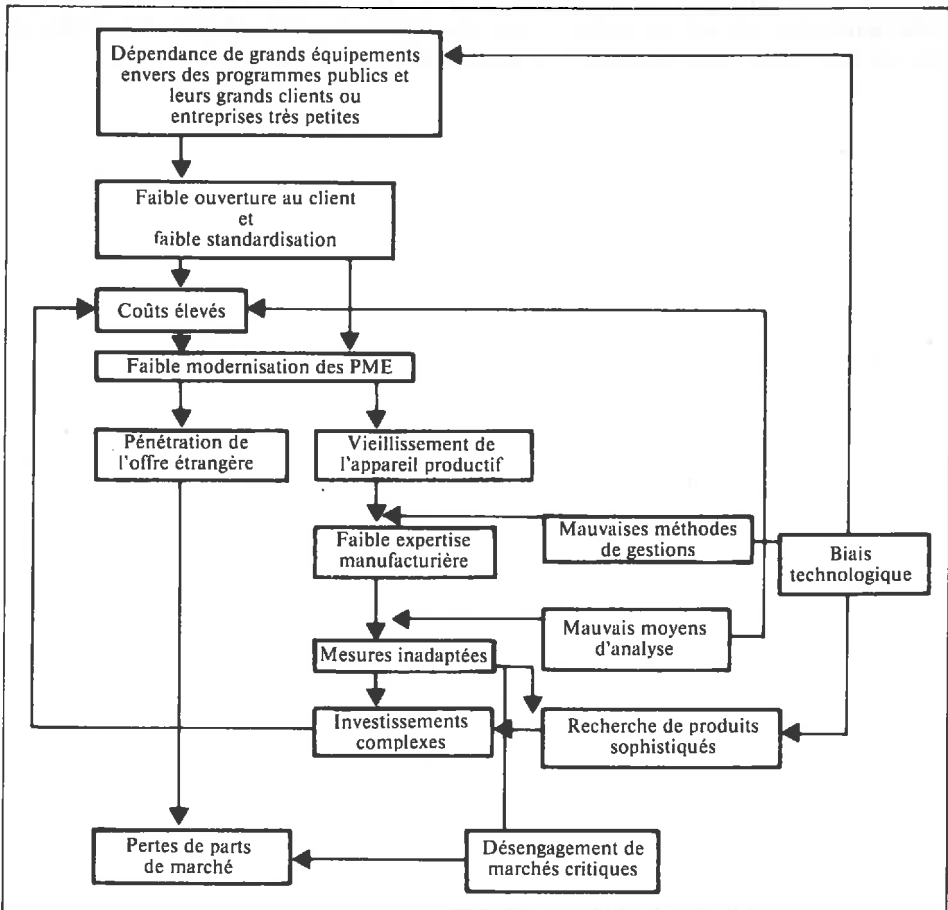 Dépendance de grands équipements
envers des programmes publics et
leurs grands clients ou
entreprises très petites
Faible ouverture au client
et
faible standardisation
Coûts élevés
Faible modernisation des PME
Pénétration de
l'offre étrangère
Vieillissement de
l'appareil productif
Faible expertise
manufacturière
Mauvaises méthodes
de gestions
Biais
technologique
Mauvais moyens
d'analyse
Mesures inadaptées
Investissements
complexes
Recherche de produits
sophistiqués
Pertes de parts
de marché
Désengagement de
marchés critiques